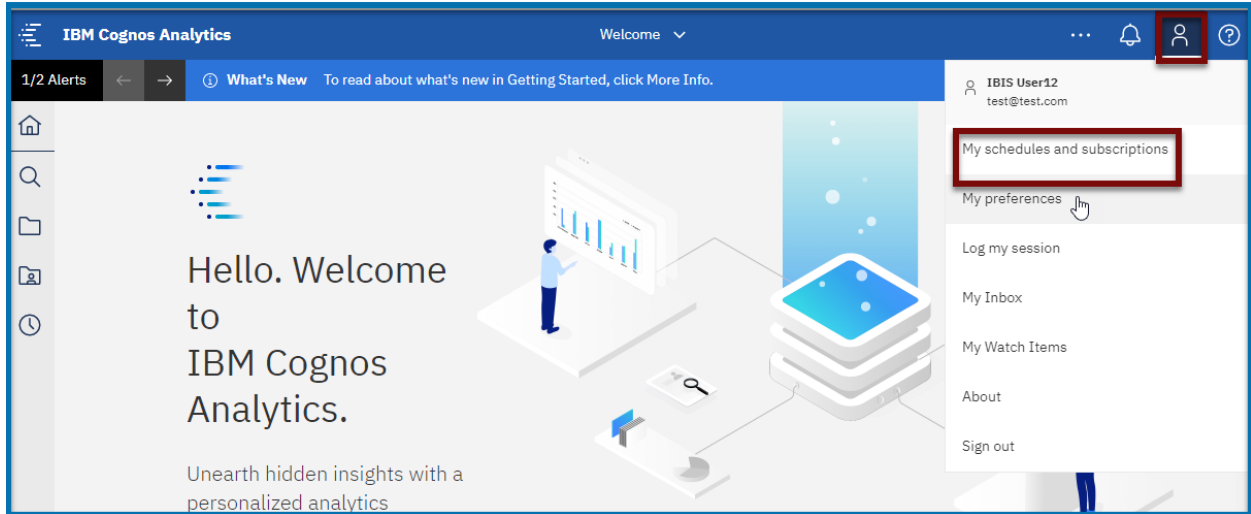 IBM Cognos Analytics
Welcome
1/2 Alerts
What's New To read about what's new in Getting Started, click More Info.
IBIS User12
test@test.com
My schedules and subscriptions
My preferences
Log my session
My Inbox
My Watch Items
About
Sign out
Hello. Welcome
to
IBM Cognos
Analytics.
Unearth hidden insights with a
personalized analytics